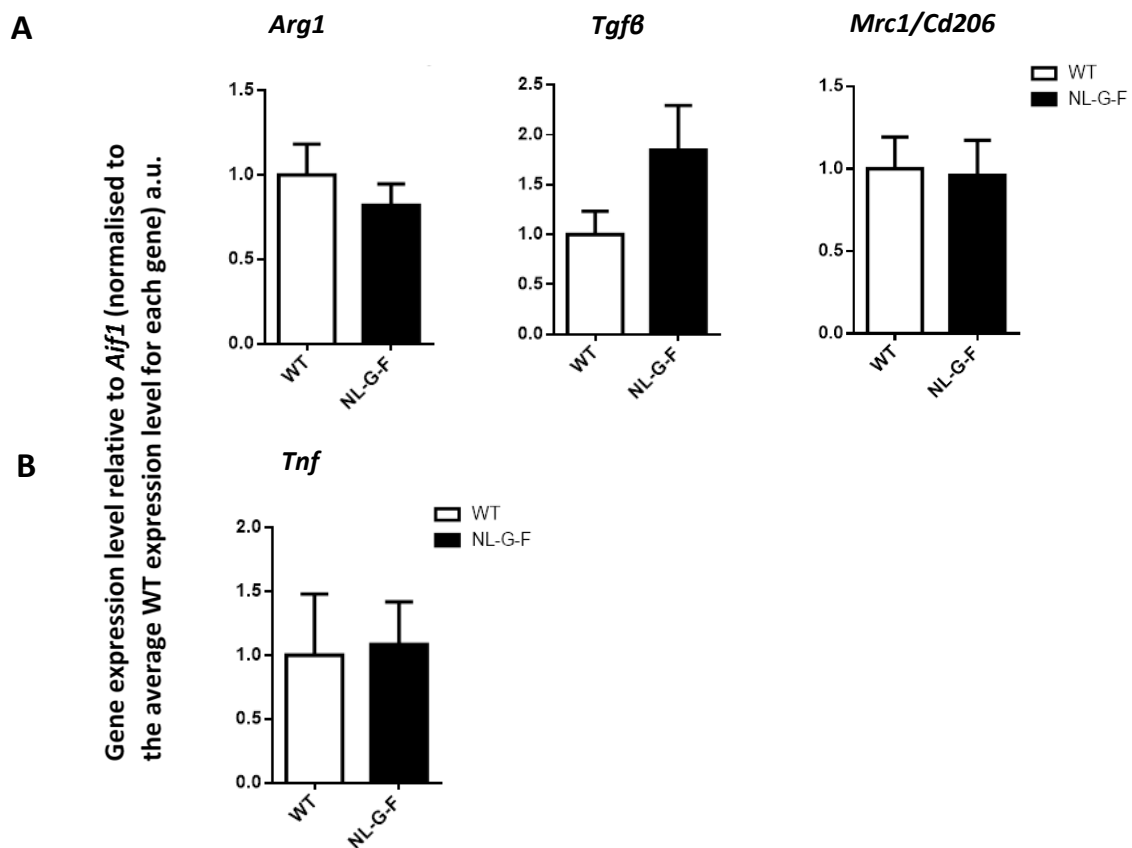 A
Arg1
Tgfβ
Mrc1/Cd206
WT
NL-G-F
Gene expression level relative to Aif1 (normalised to
the average WT expression level for each gene) a.u.
1.5
1.0
0.5
0.0
WT
NL-G-F
2.5
2.0
1.5
1.0
0.5
0.0
WT
NL-G-F
1.5
1.0
0.5
0.0
WT
NL-G-F
B
Tnf
WT
NL-G-F
2.0
1.5
1.0
0.5
0.0
WT
NL-G-F